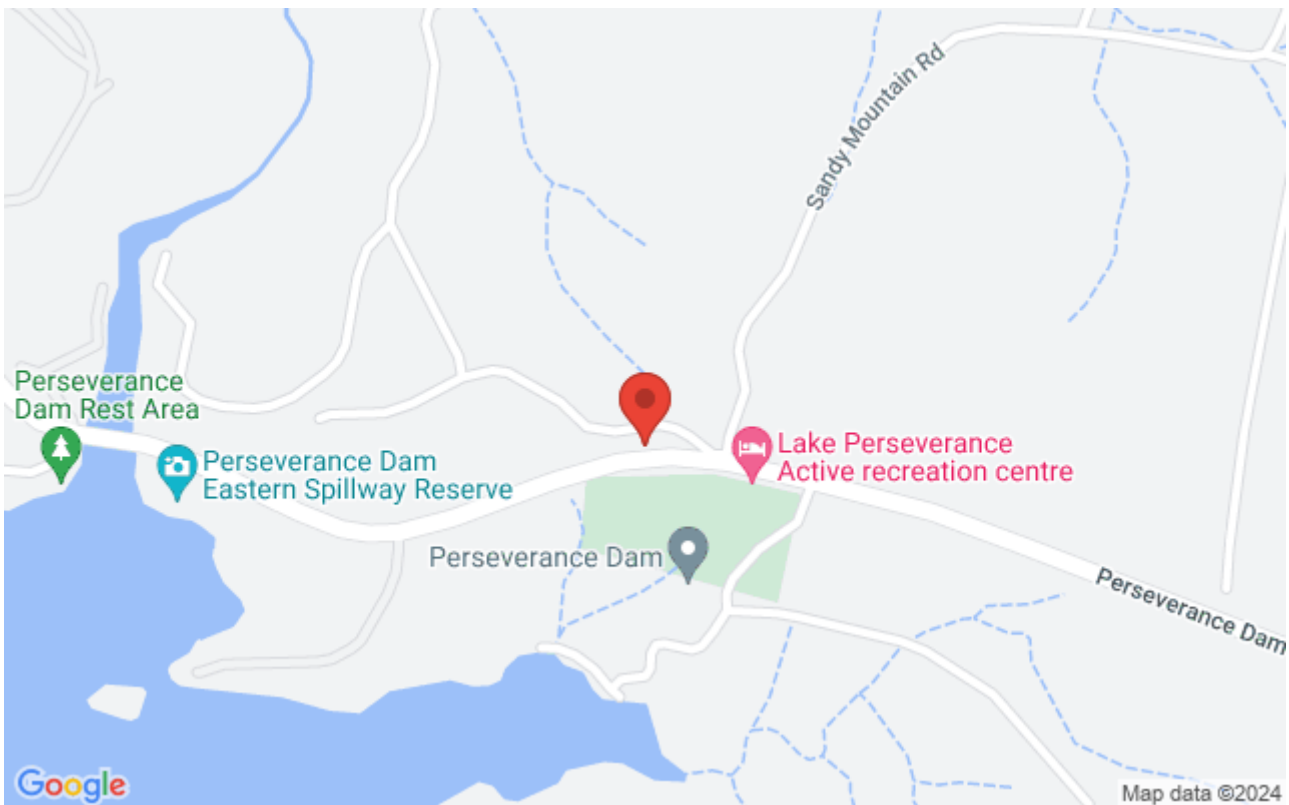 Sandy Mountain Rd
Perseverance
Dam Rest Area
Perseverance Dam
Eastern Spillway Reserve
Lake Perseverance
Active recreation centre
Perseverance Dam
Perseverance Dam
Google
Map data ©2024